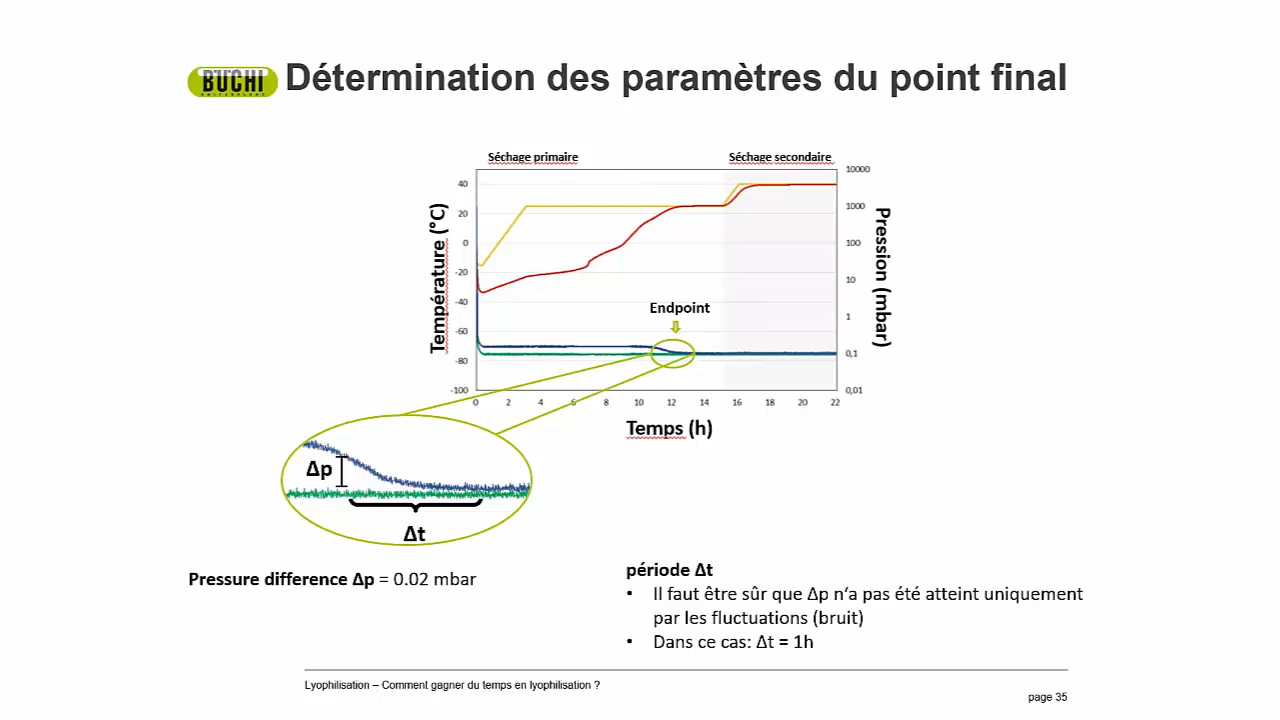 BUCHI
SWITZERLAND
Détermination des paramètres du point final
Séchage primaire
Séchage secondaire
Température (°C)
40
20
0
-20
-40
-60
-80
-100
10000
1000
100
10
1
0,1
0,01
Pression (mbar)
Endpoint
0 2 4 6 8 10 12 14 16 18 20 22
Temps (h)
Δp
Δt
Pressure difference Δp = 0.02 mbar
période Δt
• Il faut être sûr que Δp n‘a pas été atteint uniquement
par les fluctuations (bruit)
• Dans ce cas: Δt = 1h
Lyophilisation – Comment gagner du temps en lyophilisation ?
page 35